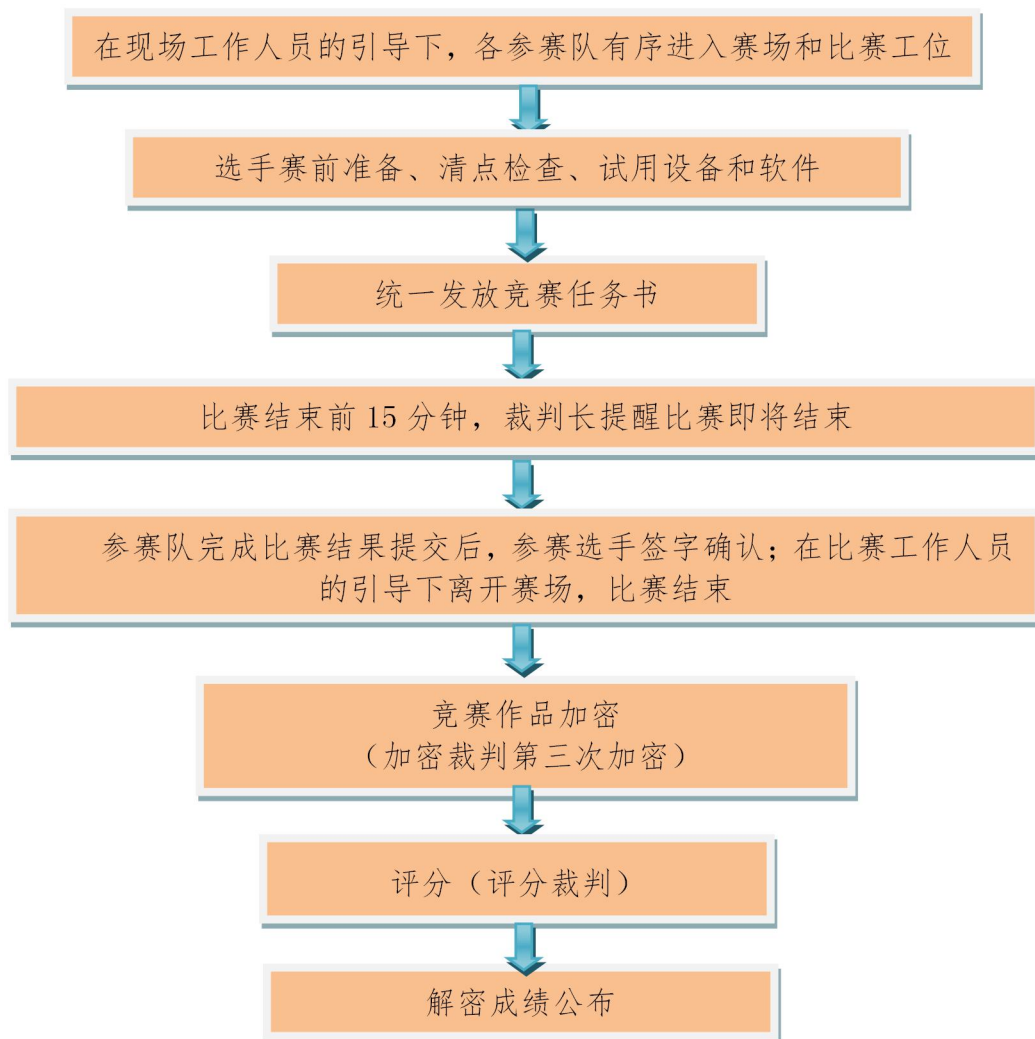 在现场工作人员的引导下，各参赛队有序进入赛场和比赛工位
选手赛前准备、清点检查、试用设备和软件
统一发放竞赛任务书
比赛结束前 15 分钟，裁判长提醒比赛即将结束
参赛队完成比赛结果提交后，参赛选手签字确认；在比赛工作人员
的引导下离开赛场，比赛结束
竞赛作品加密
（加密裁判第三次加密）
评分（评分裁判）
解密成绩公布